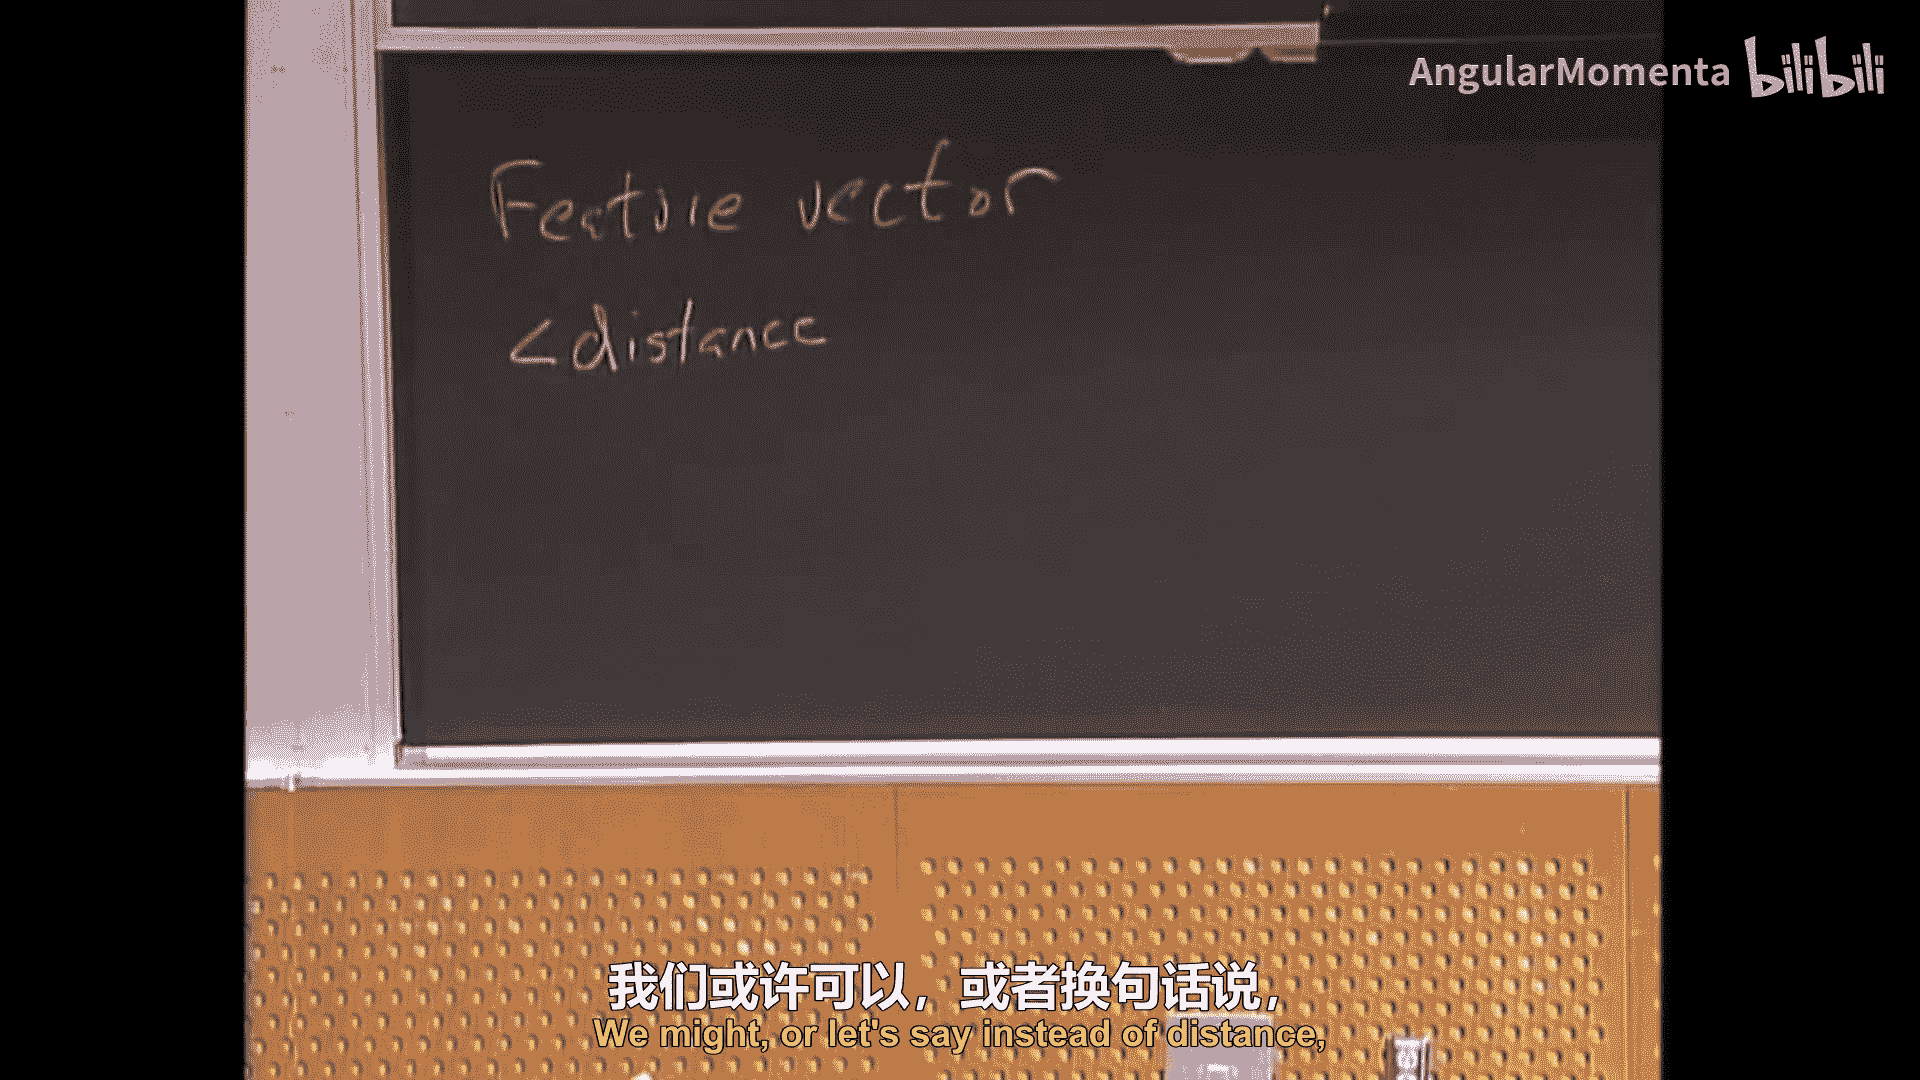 AngularMomenta bilibili
Feature vector
<distance
我们或许可以，或者换句话说，
We might, or let's say instead of distance,